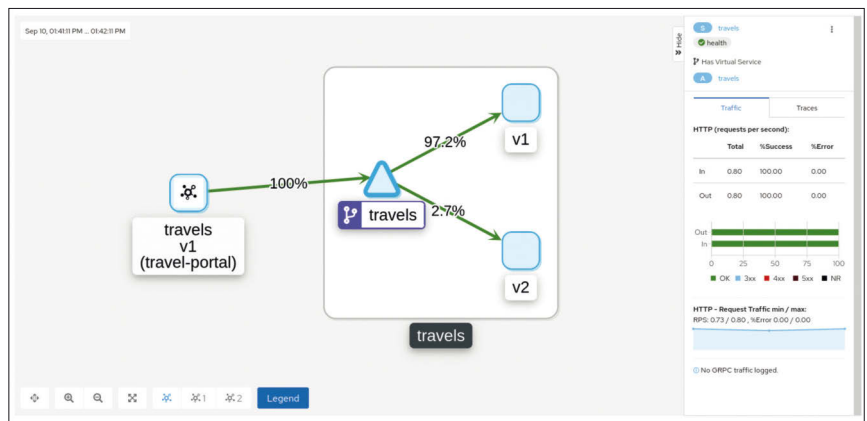 Sep 10, 01:41:11 PM ... 01:42:11 PM
100%
97.2%
2.7%
travels
v1
(travel-portal)
travels
v1
v2
travels
1
2
Legend
Hide
S travels
health
Has Virtual Service
A travels
Traffic Traces
HTTP (requests per second):
Total %Success %Error
In 0.80 100.00 0.00
Out 0.80 100.00 0.00
Out
In
0 25 50 75 100
OK 3xx 4xx 5xx NR
HTTP - Request Traffic min / max:
RPS: 0.73 / 0.80 , %Error 0.00 / 0.00
No GRPC traffic logged.